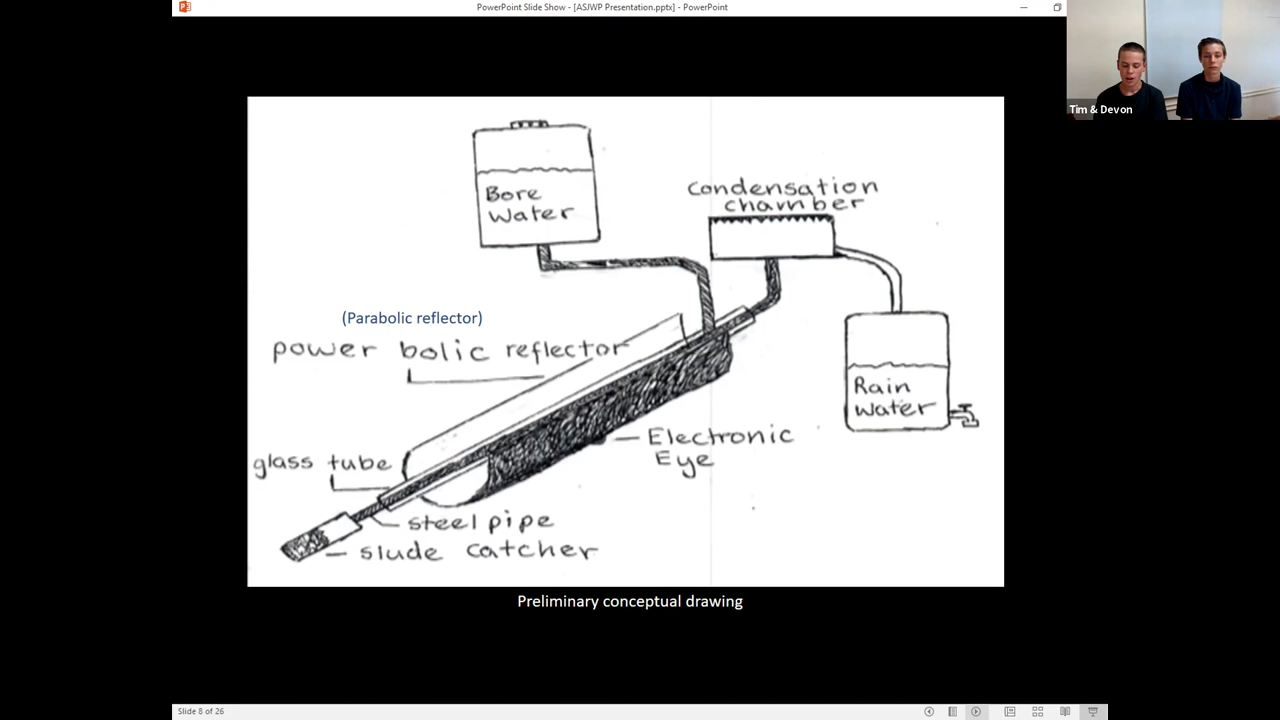 PowerPoint Slide Show - [ASJWP Presentation.pptx] - PowerPoint
Tim & Devon
Bore
Water
Condensation
chamber
(Parabolic reflector)
power bolic reflector
Rain
water
Electronic
Eye
glass tube
steel pipe
slude catcher
Preliminary conceptual drawing
Slide 8 of 26